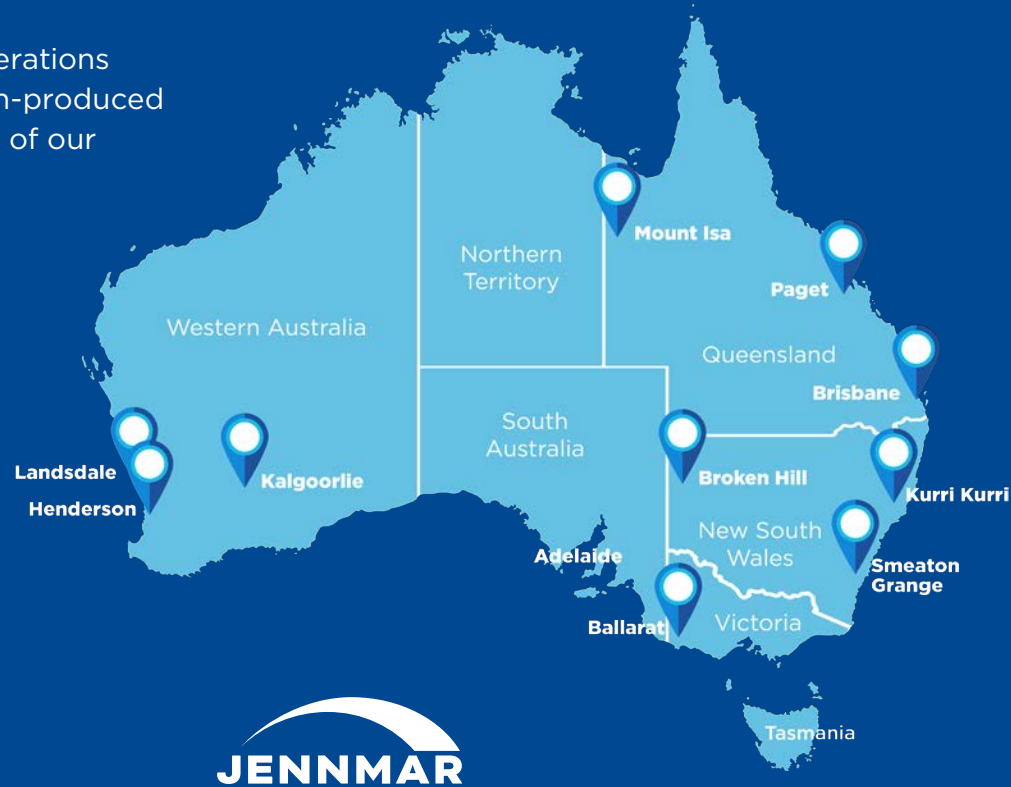 erations
n-produced
of our
Mount Isa
Northern
Territory
Paget
Western Australia
Queensland
Brisbane
South
Australia
Landsdale
Kalgoorlie
Broken Hill
Kurri Kurri
Henderson
New South
Wales
Adelaide
Smeaton
Grange
Ballarat
Victoria
Tasmania
JENNMAR